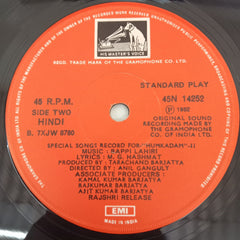 "HIS MASTER'S VOICE"
REGD. TRADE MARK OF THE GRAMOPHONE CO. LTD.
STANDARD PLAY
45 R.P.M.
45N 14252
SIDE TWO
HINDI
℗ 1982
B. 7XJW 8760
ORIGINAL SOUND
RECORDING MADE BY
THE GRAMOPHONE
CO. OF INDIA LTD.
SPECIAL SONGS RECORD FOR "HUMKADAM"-II
MUSIC : BAPPI LAHIRI
LYRICS : M. G. HASHMAT
PRODUCED BY : TARACHAND BARJATYA
DIRECTED BY : ANIL GANGULY
ASSOCIATE PRODUCERS :
KAMAL KUMAR BARJATYA
RAJKUMAR BARJATYA
AJIT KUMAR BARJATYA
RAJSHRI RELEASE
EMI
MADE IN INDIA